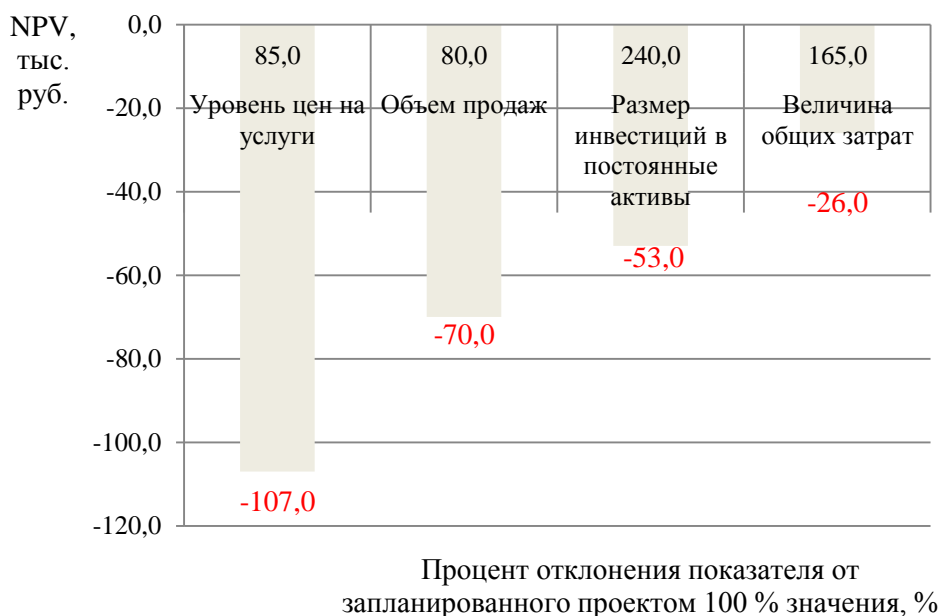 NPV,
тыс.
руб.
0,0
-20,0
-40,0
-60,0
-80,0
-100,0
-120,0
85,0
80,0
240,0
165,0
Уровень цен на
услуги
Объем продаж
Размер
инвестиций в
постоянные
активы
Величина
общих затрат
-107,0
-70,0
-53,0
-26,0
Процент отклонения показателя от
запланированного проектом 100 % значения, %